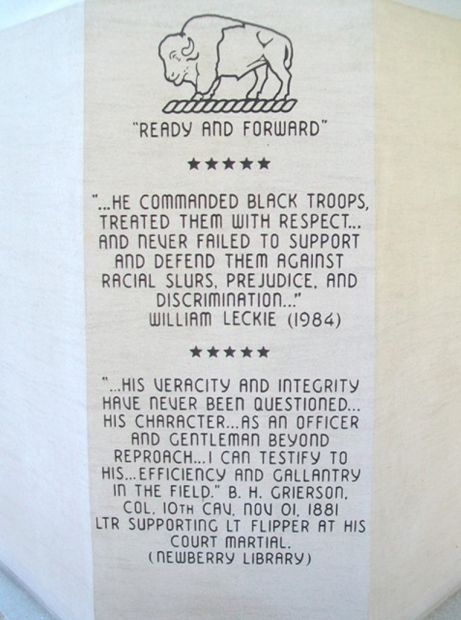 "READY AND FORWARD"
★★★★★
"...HE COMMANDED BLACK TROOPS,
TREATED THEM WITH RESPECT...
AND NEVER FAILED TO SUPPORT
AND DEFEND THEM AGAINST
RACIAL SLURS, PREJUDICE, AND
DISCRIMINATION..."
WILLIAM LECKIE (1984)
★★★★★
"...HIS VERACITY AND INTEGRITY
HAVE NEVER BEEN QUESTIONED...
HIS CHARACTER...AS AN OFFICER
AND GENTLEMAN BEYOND
REPROACH...I CAN TESTIFY TO
HIS...EFFICIENCY AND GALLANTRY
IN THE FIELD." B. H. GRIERSON,
COL. 10TH CAV, NOV 01, 1881
LTR SUPPORTING LT FLIPPER AT HIS
COURT MARTIAL.
(NEWBERRY LIBRARY)